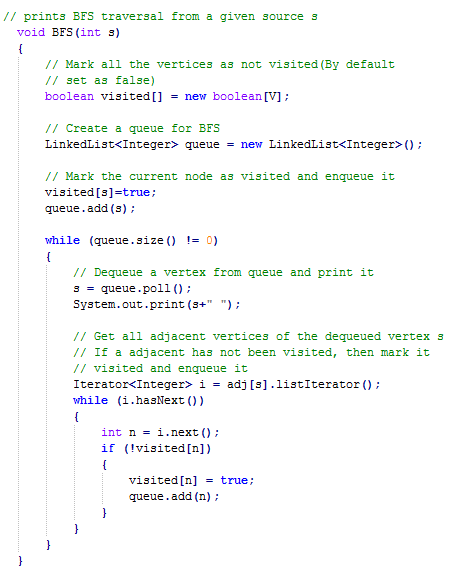 // prints BFS traversal from a given source s
void BFS(int s)
{
// Mark all the vertices as not visited(By default
// set as false)
boolean visited[] = new boolean[V];
// Create a queue for BFS
LinkedList<Integer> queue = new LinkedList<Integer>();
// Mark the current node as visited and enqueue it
visited[s]=true;
queue.add(s);
while (queue.size() != 0)
{
// Dequeue a vertex from queue and print it
s = queue.poll();
System.out.print(s+" ");
// Get all adjacent vertices of the dequeued vertex s
// If a adjacent has not been visited, then mark it
// visited and enqueue it
Iterator<Integer> i = adj[s].listIterator();
while (i.hasNext())
{
int n = i.next();
if (!visited[n])
{
visited[n] = true;
queue.add(n);
}
}
}
}